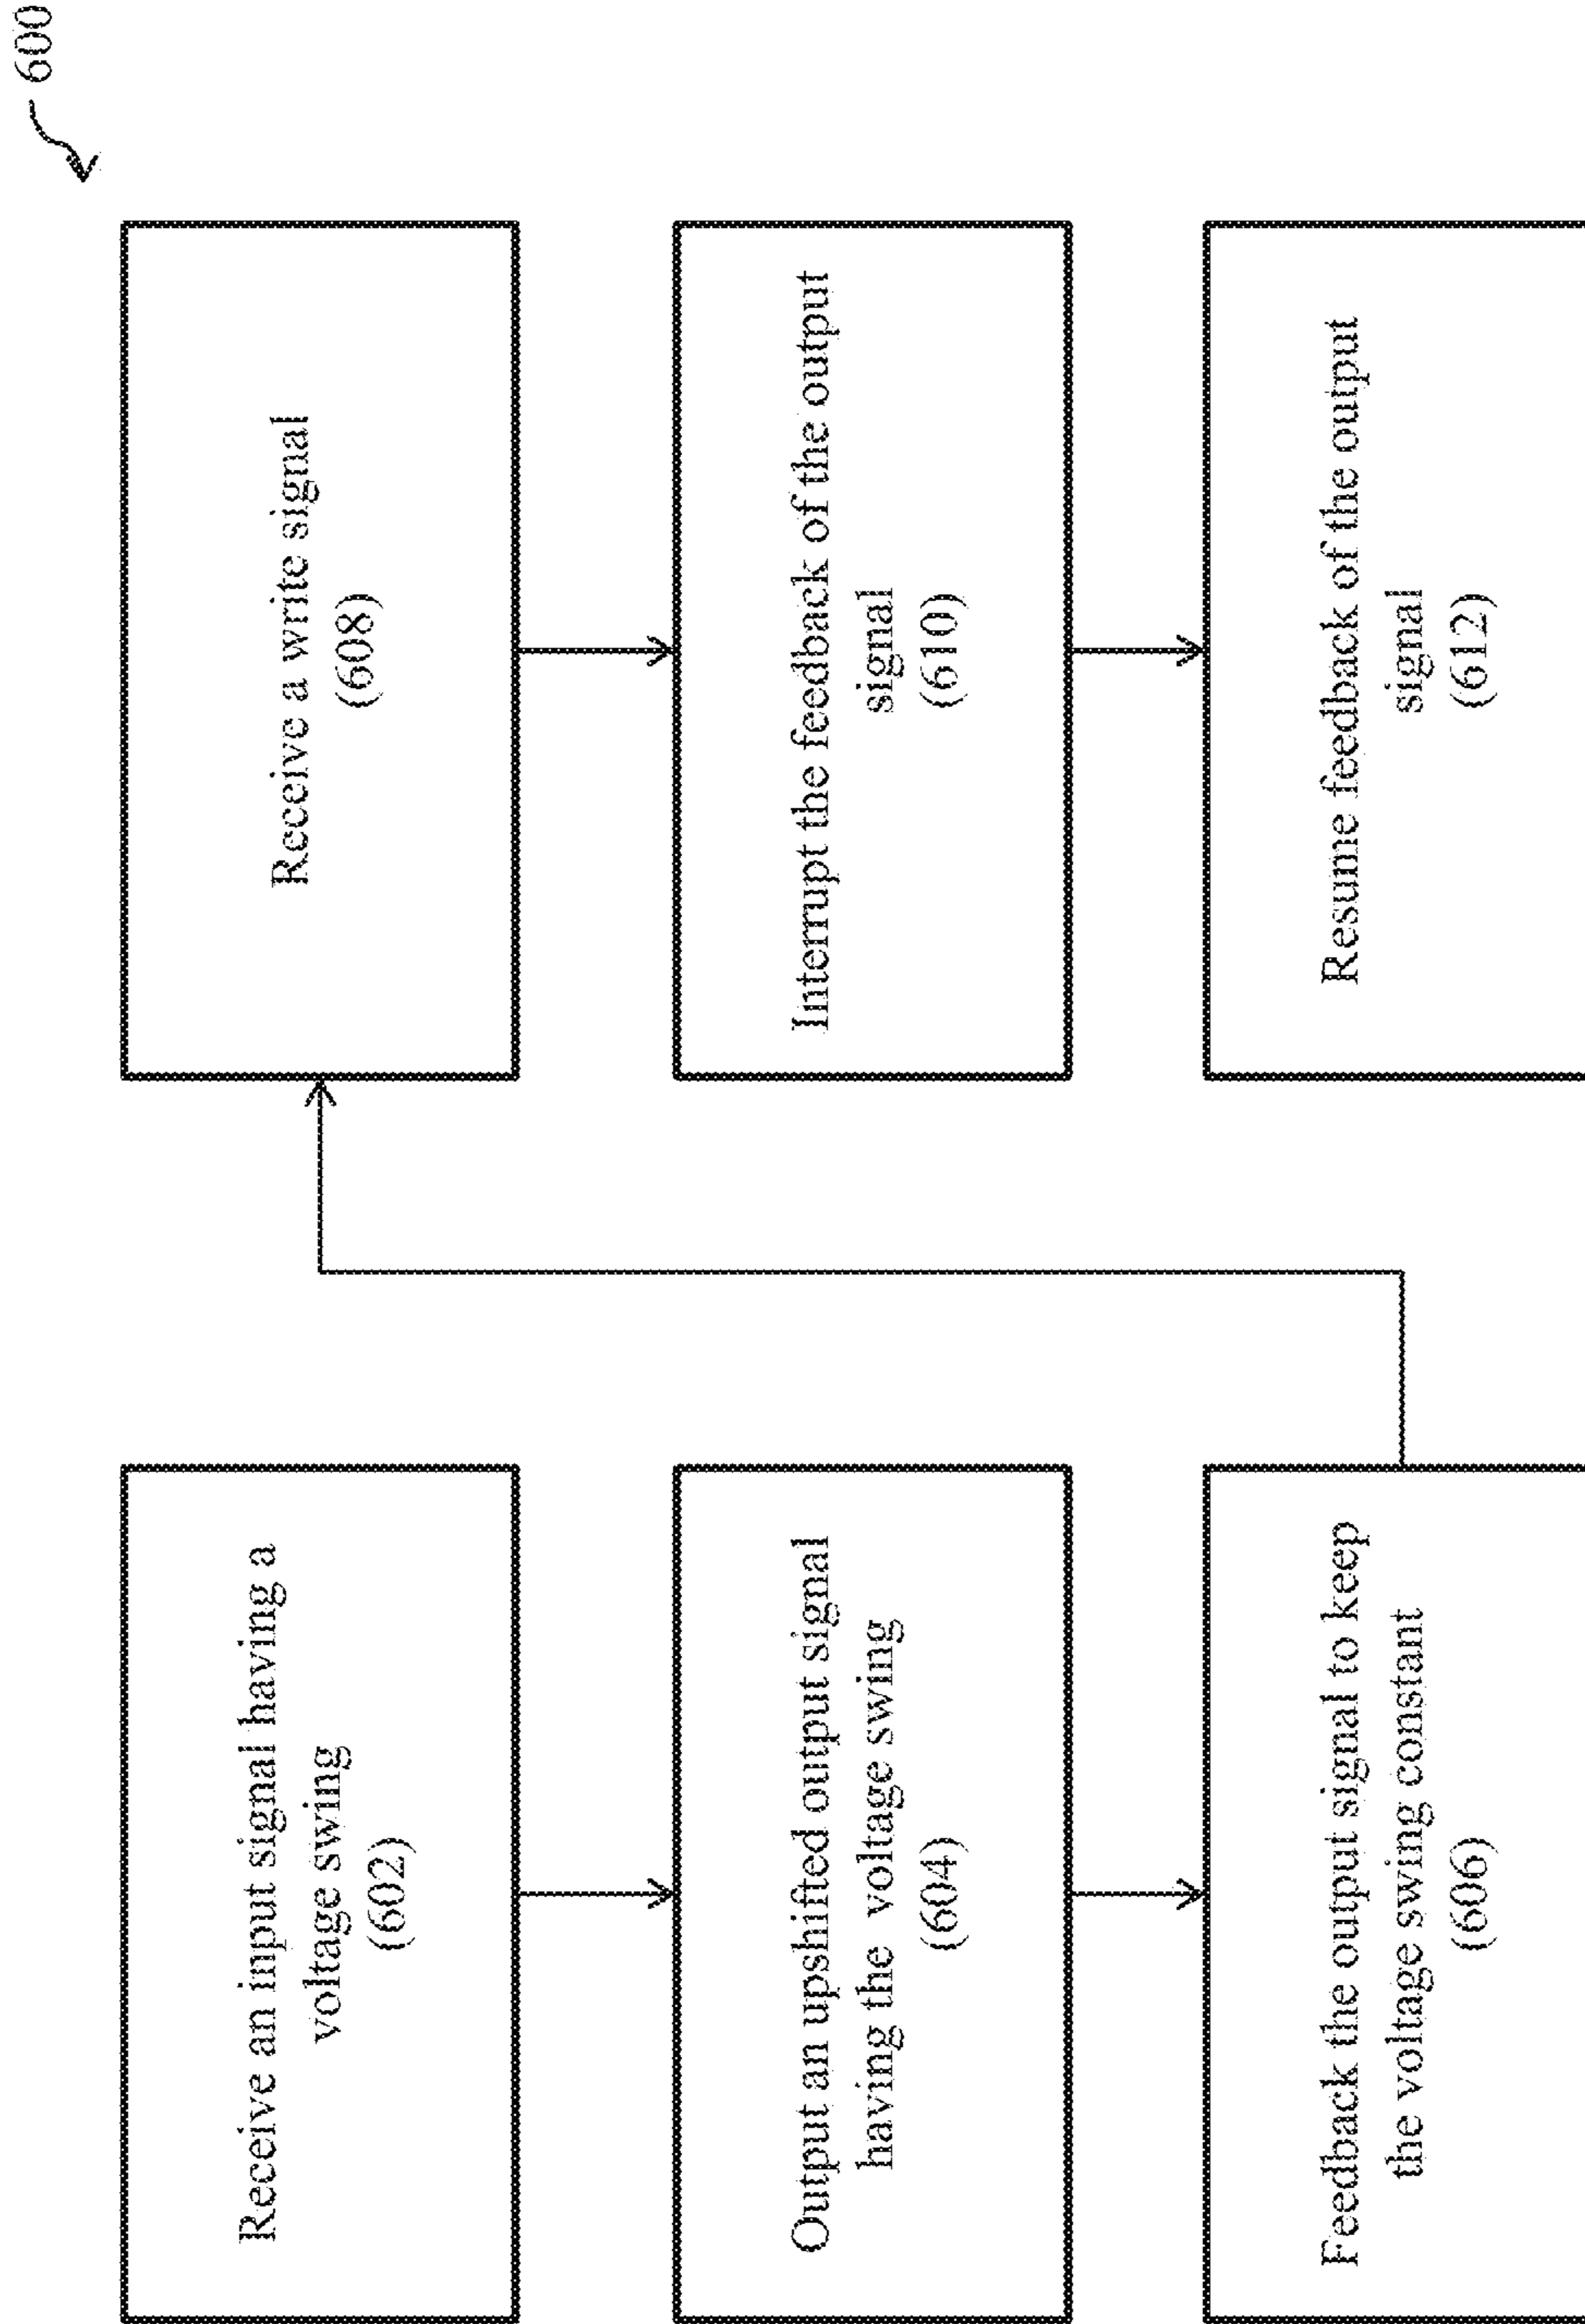 600
Receive an input signal having a
voltage swing
(602)
Output an upshifted output signal
having the voltage swing
(604)
Feedback the output signal to keep
the voltage swing constant
(606)
Receive a write signal
(608)
Interrupt the feedback of the output
signal
(610)
Resume feedback of the output
signal
(612)